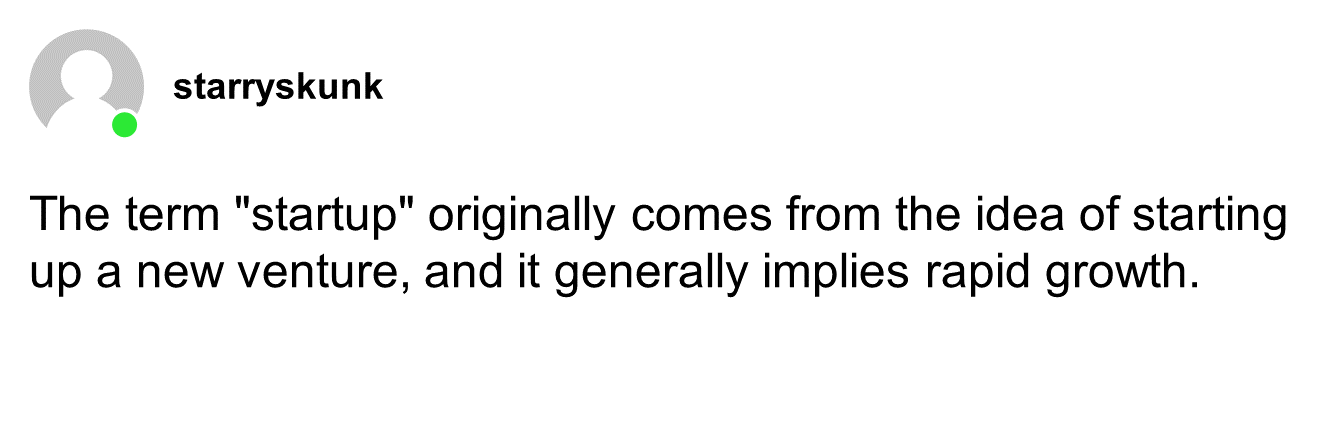 starryskunk
The term "startup" originally comes from the idea of starting
up a new venture, and it generally implies rapid growth.